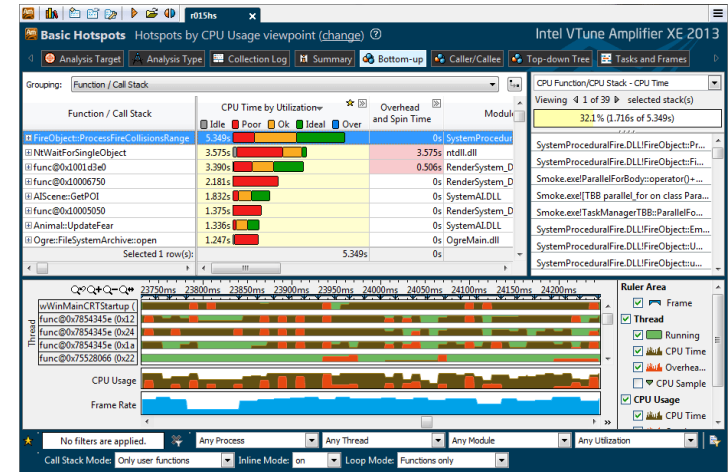 r015hs x
Basic Hotspots Hotspots by CPU Usage viewpoint (change) Intel VTune Amplifier XE 2013
Analysis Target Analysis Type Collection Log Summary Bottom-up Caller/Callee Top-down Tree Tasks and Frames
Grouping: Function / Call Stack
CPU Function/CPU Stack - CPU Time
Viewing 1 of 39 selected stack(s)
32.1% (1.716s of 5.349s)
Function / Call Stack CPU Time by Utilization Overhead and Spin Time Module
Idle Poor Ok Ideal Over
FireObject::ProcessFireCollisionsRange 5.349s 0s SystemProcedur
NtWaitForSingleObject 3.575s 3.575s ntdll.dll
func@0x1001d3e0 3.390s 0.506s RenderSystem_D
func@0x10006750 2.181s 0s RenderSystem_D
AIScene::GetPOI 1.832s 0s SystemAI.DLL
func@0x10005050 1.375s 0s RenderSystem_D
Animal::UpdateFear 1.336s 0s SystemAI.DLL
Ogre::FileSystemArchive::open 1.247s 0s OgreMain.dll
Selected 1 row(s): 5.349s 0s
SystemProceduralFire.DLL!FireObject::Pr...
SystemProceduralFire.DLL!FireObject::Fi...
Smoke.exe!ParallelForBody::operator()+...
Smoke.exe![TBB parallel_for on class Para...
Smoke.exe!TaskManagerTBB::ParallelFo...
SystemProceduralFire.DLL!FireObject::Em...
SystemProceduralFire.DLL!FireObject::U...
SystemProceduralFire.DLL!FireObject::u...
23750ms 23800ms 23850ms 23900ms 23950ms 24000ms 24050ms 24100ms 24150ms 24200ms
Thread
wWinMainCRTStartup (
func@0x7854345e (0x12
func@0x7854345e (0x24
func@0x7854345e (0x1a
func@0x75528066 (0x22
CPU Usage
Frame Rate
Ruler Area
Frame
Thread
Running
CPU Time
Overhea...
CPU Sample
CPU Usage
CPU Time
No filters are applied. Any Process Any Thread Any Module Any Utilization
Call Stack Mode: Only user functions Inline Mode: on Loop Mode: Functions only